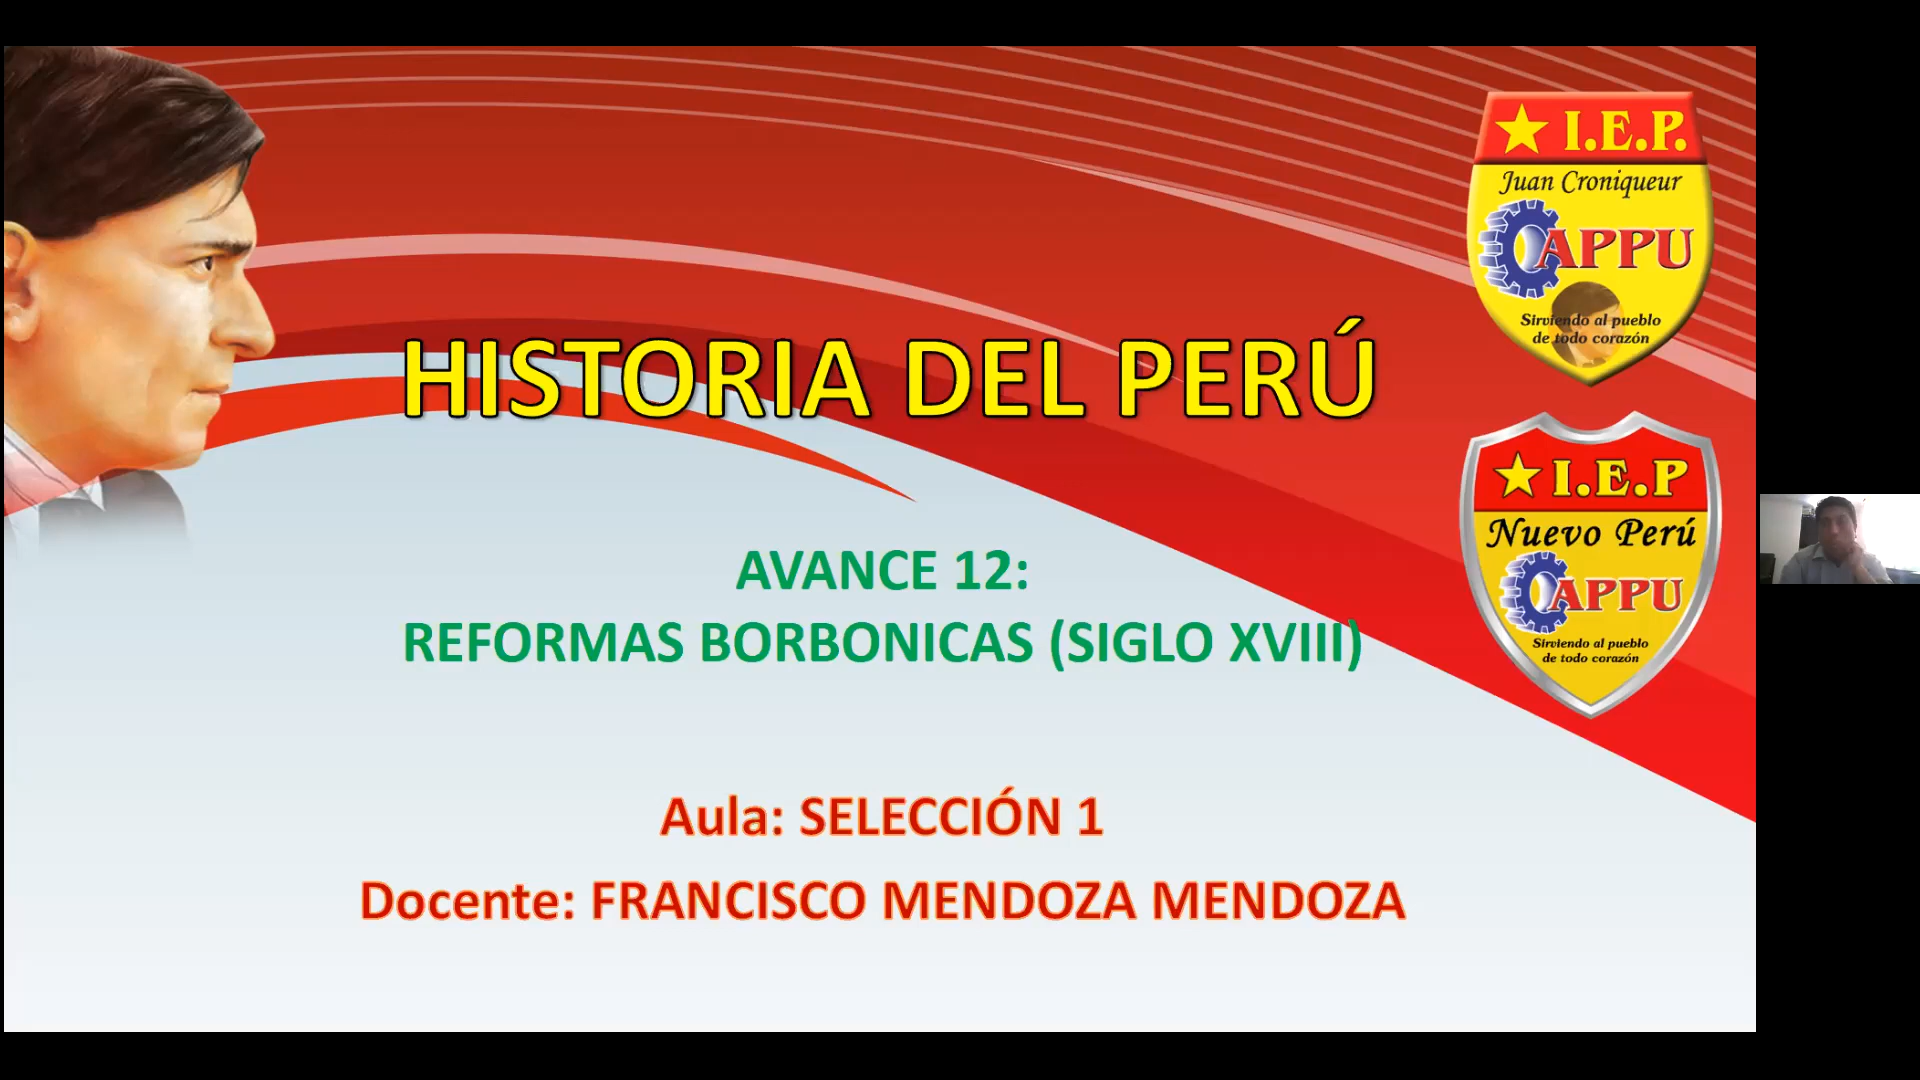 HISTORIA DEL PERÚ
AVANCE 12:
REFORMAS BORBONICAS (SIGLO XVIII)
Aula: SELECCIÓN 1
Docente: FRANCISCO MENDOZA MENDOZA
I.E.P.
Juan Croniqueur
CAPPU
Sirviendo al pueblo
de todo corazón
I.E.P
Nuevo Perú
CAPPU
Sirviendo al pueblo
de todo corazón